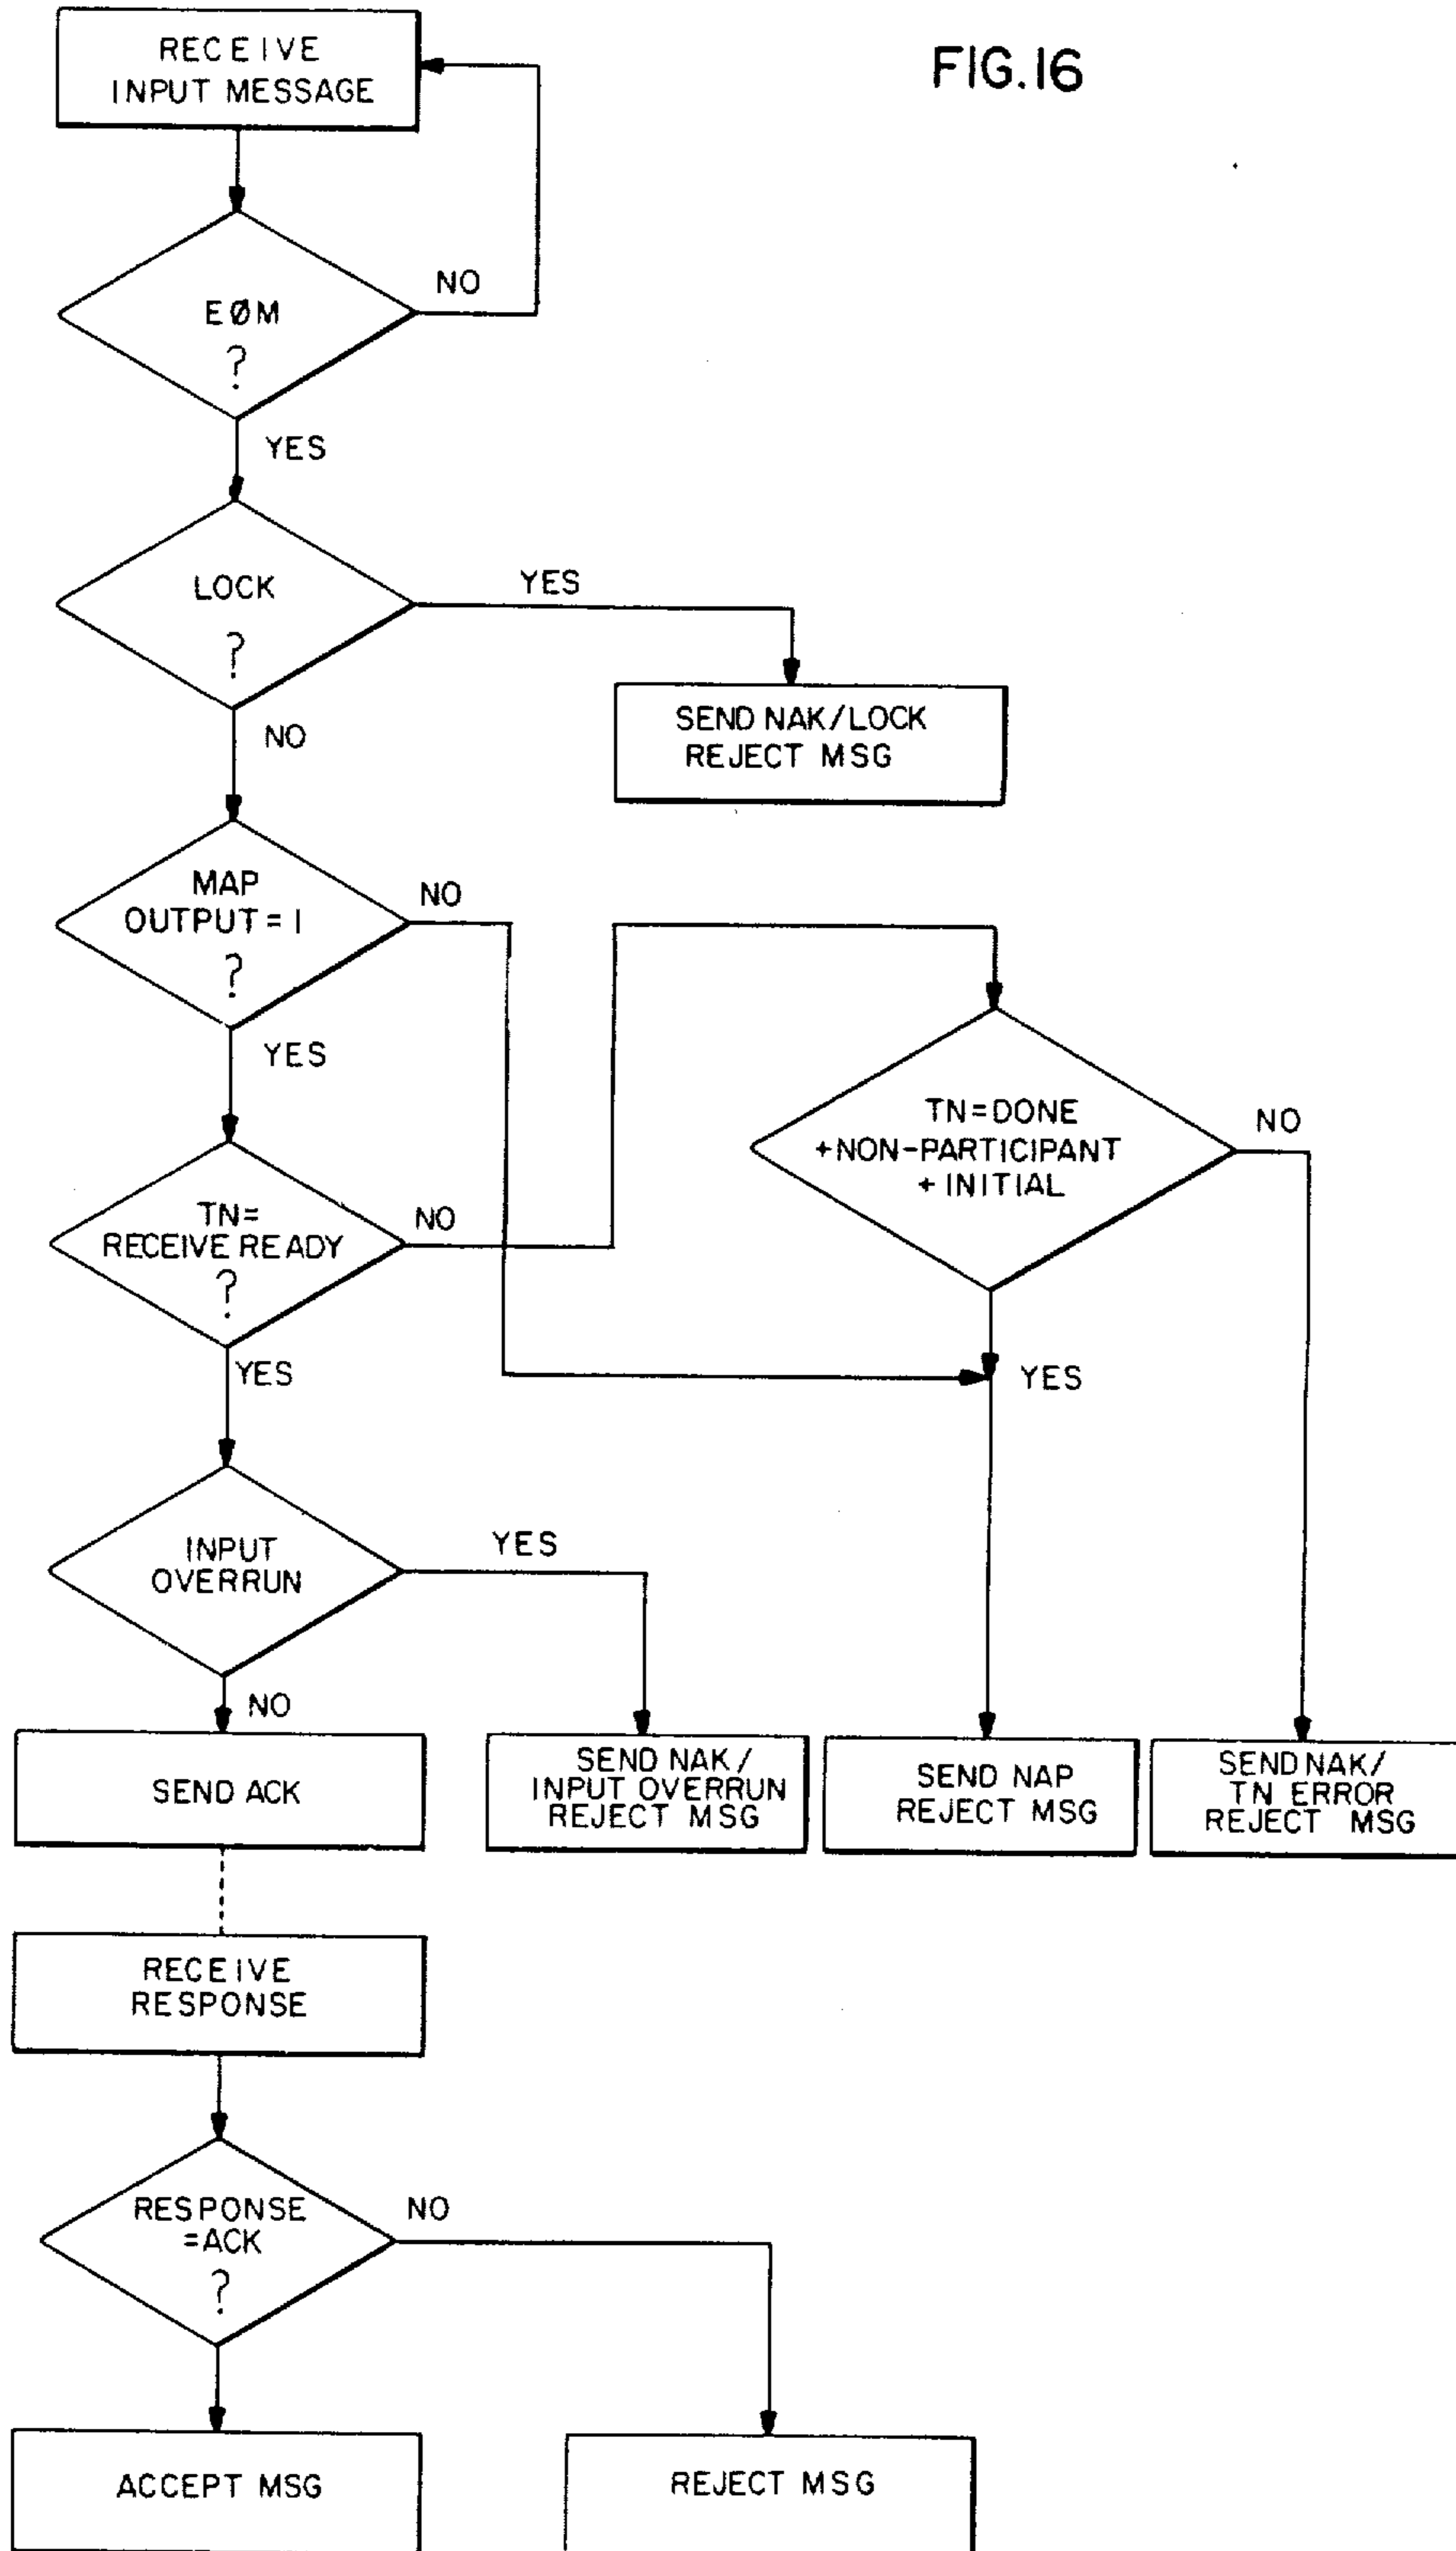 FIG.16
RECEIVE
INPUT MESSAGE
EØM
?
NO
YES
LOCK
?
YES
SEND NAK/LOCK
REJECT MSG
NO
MAP
OUTPUT = 1
?
NO
YES
TN=DONE
+NON-PARTICIPANT
+ INITIAL
NO
YES
TN=
RECEIVE READY
?
NO
YES
INPUT
OVERRUN
YES
NO
SEND ACK
SEND NAK/
INPUT OVERRUN
REJECT MSG
SEND NAP
REJECT MSG
SEND NAK/
TN ERROR
REJECT MSG
RECEIVE
RESPONSE
RESPONSE
=ACK
?
NO
ACCEPT MSG
REJECT MSG